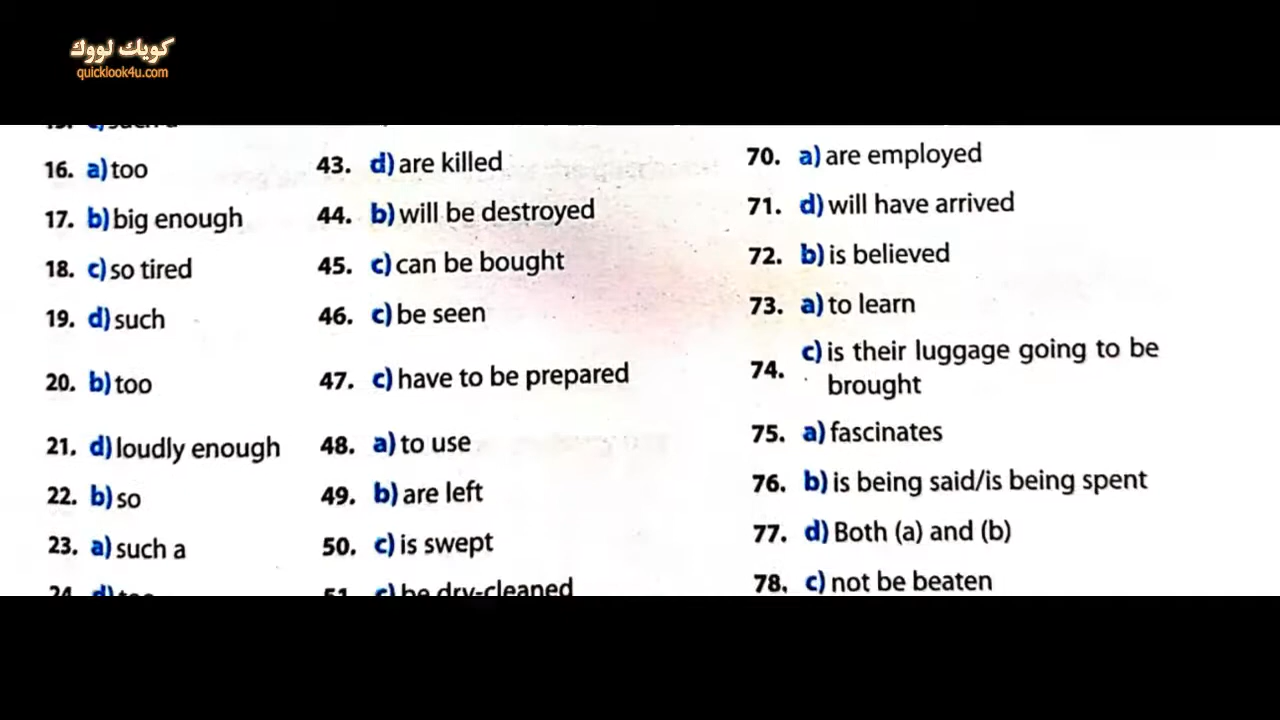 كويك لووك
quicklook4u.com
16. a) too
17. b) big enough
18. c) so tired
19. d) such
20. b) too
21. d) loudly enough
22. b) so
23. a) such a
43. d) are killed
44. b) will be destroyed
45. c) can be bought
46. c) be seen
47. c) have to be prepared
48. a) to use
49. b) are left
50. c) is swept
51. c) be dry-cleaned
70. a) are employed
71. d) will have arrived
72. b) is believed
73. a) to learn
74. c) is their luggage going to be
brought
75. a) fascinates
76. b) is being said/is being spent
77. d) Both (a) and (b)
78. c) not be beaten